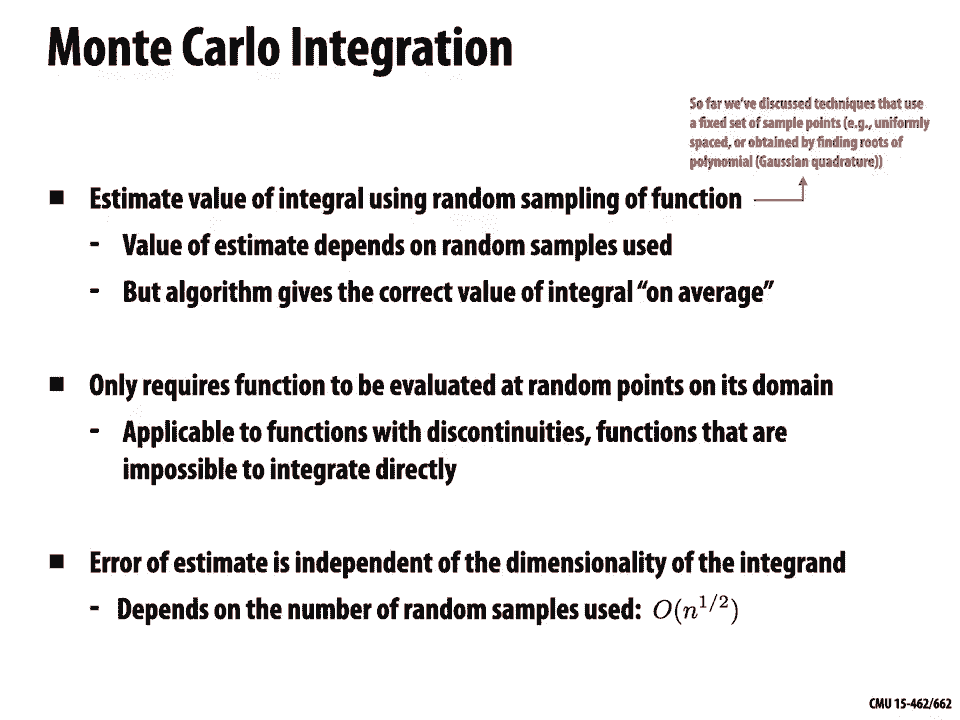 Monte Carlo Integration
So far we've discussed techniques that use
a fixed set of sample points (e.g., uniformly
spaced, or obtained by finding roots of
polynomial (Gaussian quadrature))
■ Estimate value of integral using random sampling of function
- Value of estimate depends on random samples used
- But algorithm gives the correct value of integral “on average”
■ Only requires function to be evaluated at random points on its domain
- Applicable to functions with discontinuities, functions that are
impossible to integrate directly
■ Error of estimate is independent of the dimensionality of the integrand
- Depends on the number of random samples used: O(n^{1/2})
CMU 15-462/662